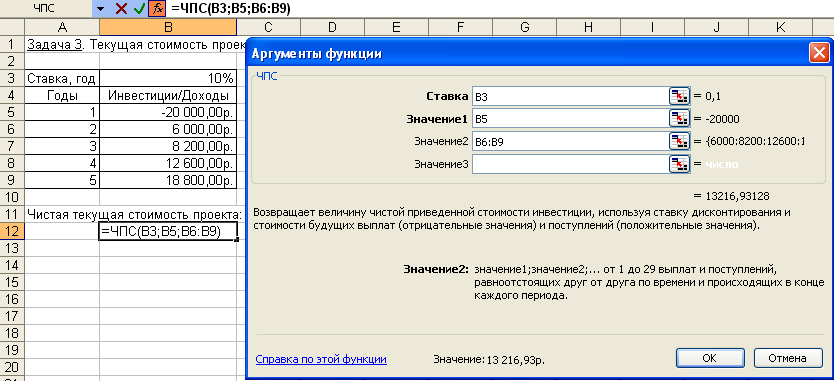 ЧПС =ЧПС(B3;B5;B6:B9)
A B C D E F G H I J K
1 Задача 3. Текущая стоимость проек
2
3 Ставка, год 10%
4 Годы Инвестиции/Доходы
5 1 -20 000,00р.
6 2 6 000,00р.
7 3 8 200,00р.
8 4 12 600,00р.
9 5 18 800,00р.
10
11 Чистая текущая стоимость проекта:
12 =ЧПС(B3;B5;B6:B9)
13
14
15
16
17
18
19
20
21
Аргументы функции
ЧПС
Ставка B3 = 0,1
Значение1 B5 = -20000
Значение2 B6:B9 = {6000:8200:12600:1
Значение3 = число
= 13216,93128
Возвращает величину чистой приведенной стоимости инвестиции, используя ставку дисконтирования и
стоимости будущих выплат (отрицательные значения) и поступлений (положительные значения).
Значение2: значение1;значение2;... от 1 до 29 выплат и поступлений,
равноотстоящих друг от друга по времени и происходящих в конце
каждого периода.
Справка по этой функции Значение: 13 216,93р. OK Отмена